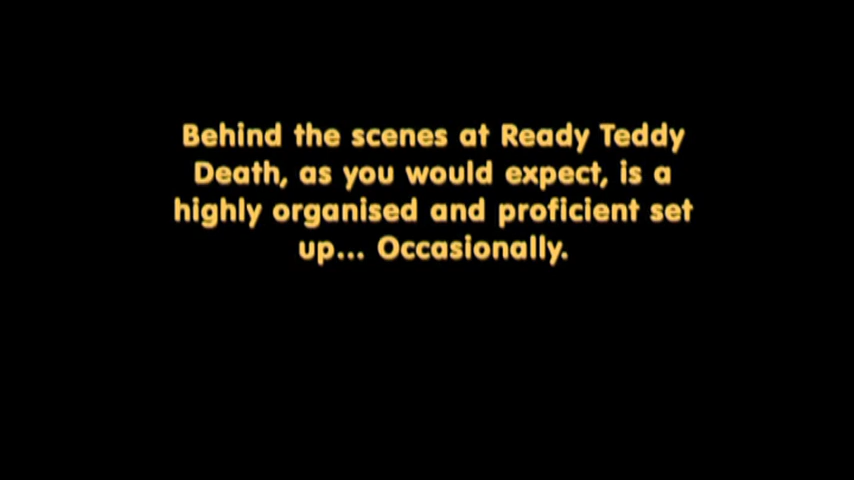 Behind the scenes at Ready Teddy
Death, as you would expect, is a
highly organised and proficient set
up... Occasionally.